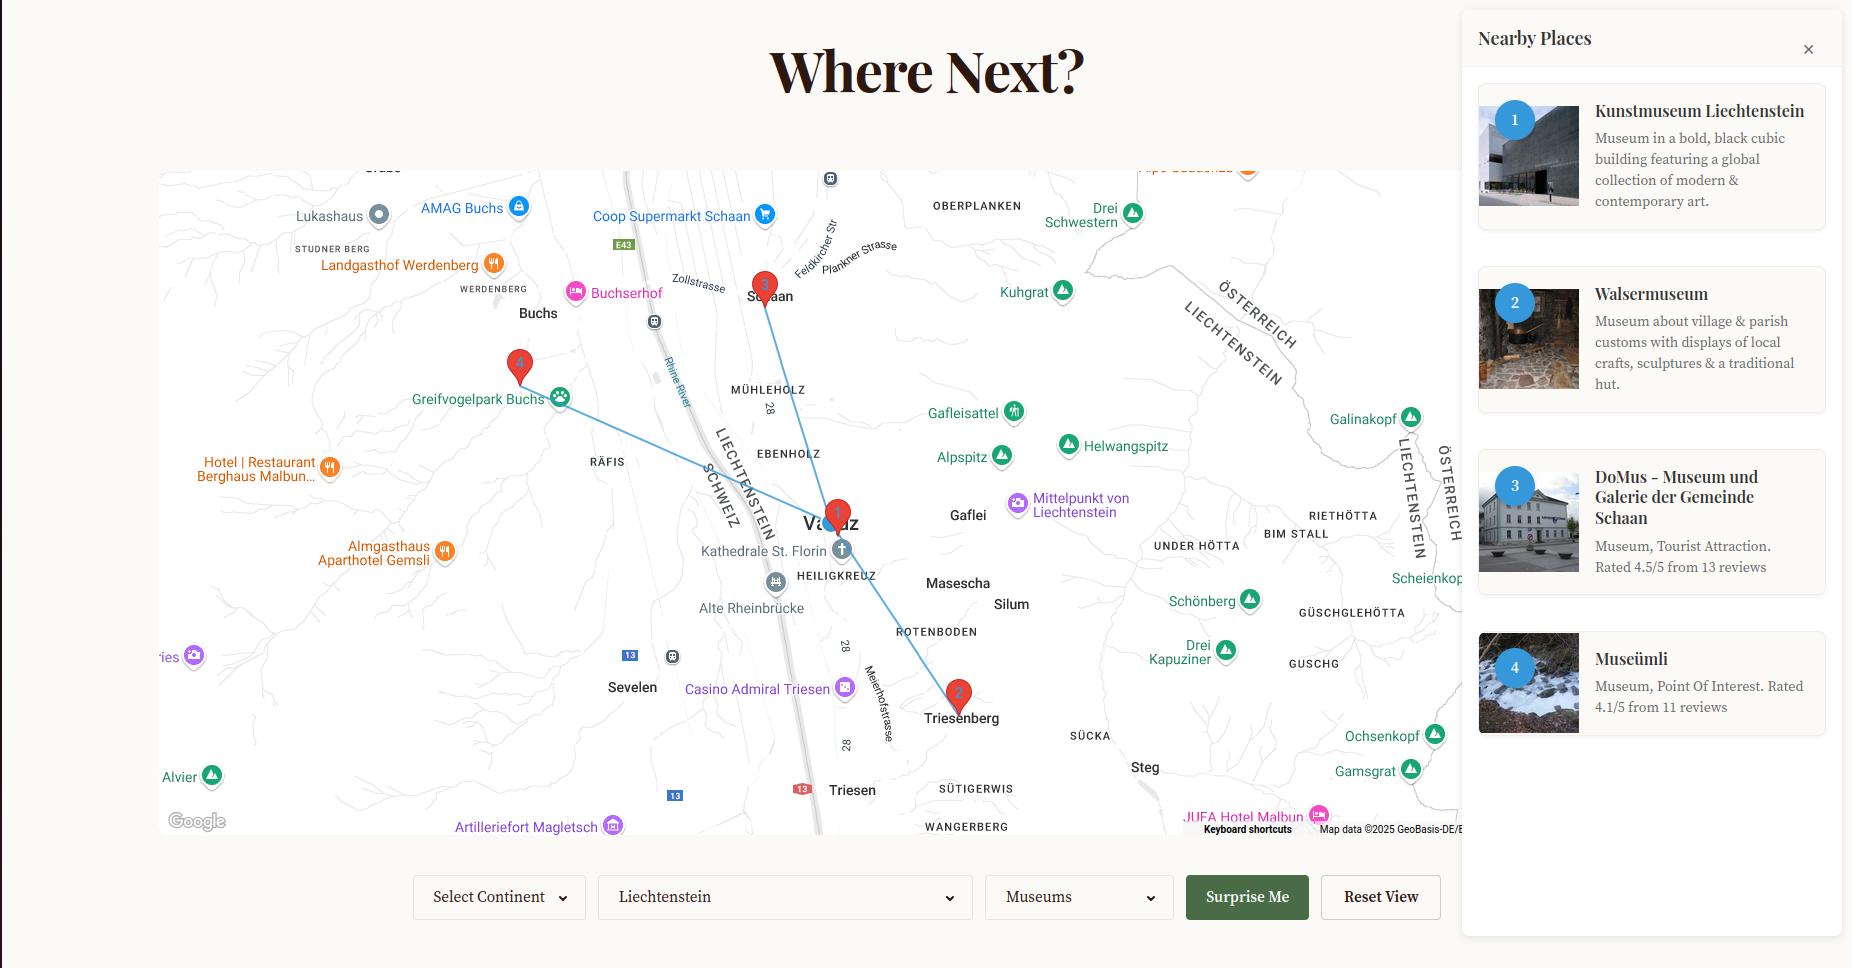 Where Next?
Lukashaus
AMAG Buchs
Coop Supermarkt Schaan
OBERPLANKEN
Drei
Schwestern
STUDNER BERG
E43
Feldkircher Str
Plankner Strasse
Landgasthof Werdenberg
WERDENBERG
Buchserhof
Zollstrasse
3
Schaan
Kuhgrat
ÖSTERREICH
LIECHTENSTEIN
Buchs
4
Greifvogelpark Buchs
Rhine River
MÜHLEHOLZ
28
Gafleisattel
Galinakopf
Helwangspitz
Alpspitz
EBENHOLZ
RÄFIS
Hotel | Restaurant
Berghaus Malbun...
LIECHTENSTEIN
SCHWEIZ
LIECHTENSTEIN
ÖSTERREICH
Mittelpunkt von
Liechtenstein
Gaflei
1
Vaduz
RIETHÖTTA
BIM STALL
UNDER HÖTTA
Almgasthaus
Aparthotel Gemsli
Kathedrale St. Florin
HEILIGKREUZ
Masescha
Silum
Scheienkop
Alte Rheinbrücke
Schönberg
GÜSCHGLEHÖTTA
ROTENBODEN
28
Drei
Kapuziner
GUSCHG
ries
13
Sevelen
Casino Admiral Triesen
Meierhofstrasse
2
Triesenberg
28
SÜCKA
Ochsenkopf
Steg
Gamsgrat
Alvier
13
13
Triesen
SÜTIGERWIS
JUFA Hotel Malbun
Google
Artilleriefort Magletsch
WANGERBERG
Keyboard shortcuts
Map data ©2025 GeoBasis-DE/B
Select Continent
Liechtenstein
Museums
Surprise Me
Reset View
Nearby Places
×
1
Kunstmuseum Liechtenstein
Museum in a bold, black cubic
building featuring a global
collection of modern &
contemporary art.
2
Walsermuseum
Museum about village & parish
customs with displays of local
crafts, sculptures & a traditional
hut.
3
DoMus - Museum und
Galerie der Gemeinde
Schaan
Museum, Tourist Attraction.
Rated 4.5/5 from 13 reviews
4
Museümli
Museum, Point Of Interest. Rated
4.1/5 from 11 reviews